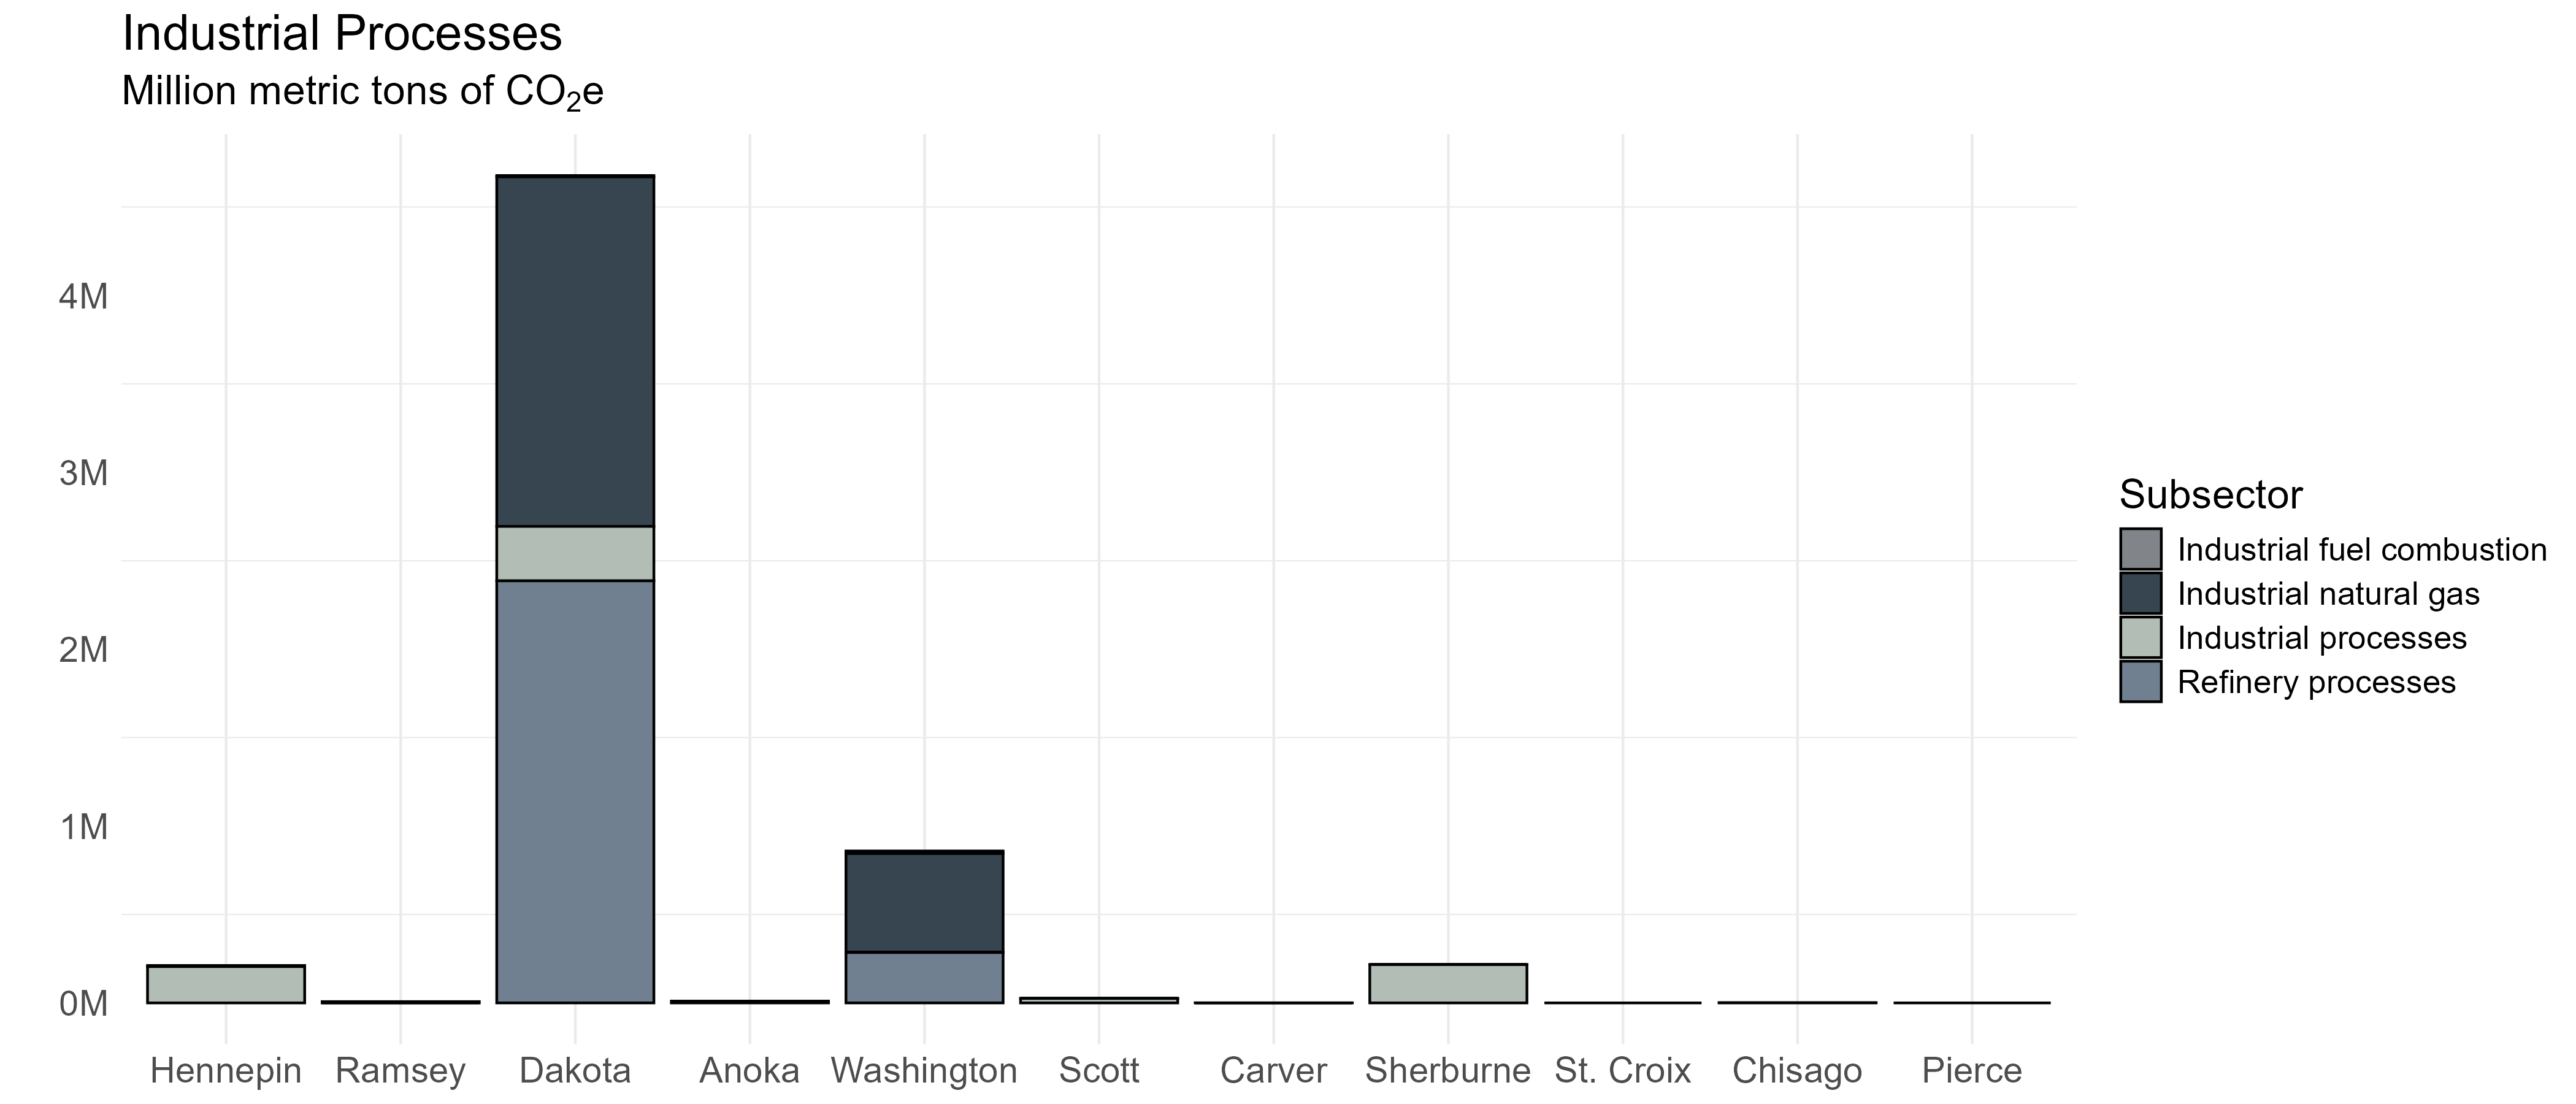 Industrial Processes
Million metric tons of CO₂e
4M
3M
2M
1M
0M
Hennepin Ramsey Dakota Anoka Washington Scott Carver Sherburne St. Croix Chisago Pierce
Subsector
Industrial fuel combustion
Industrial natural gas
Industrial processes
Refinery processes